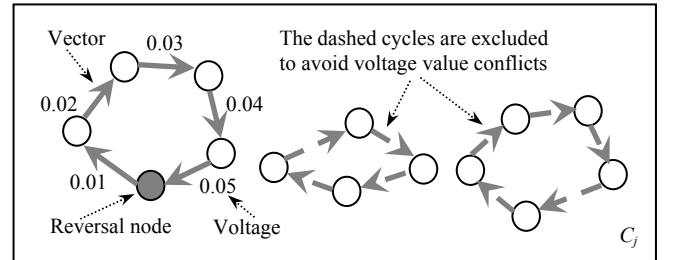 Vector
0.03
The dashed cycles are excluded
to avoid voltage value conflicts
0.02
0.04
0.01
0.05
Reversal node
Voltage
Cj